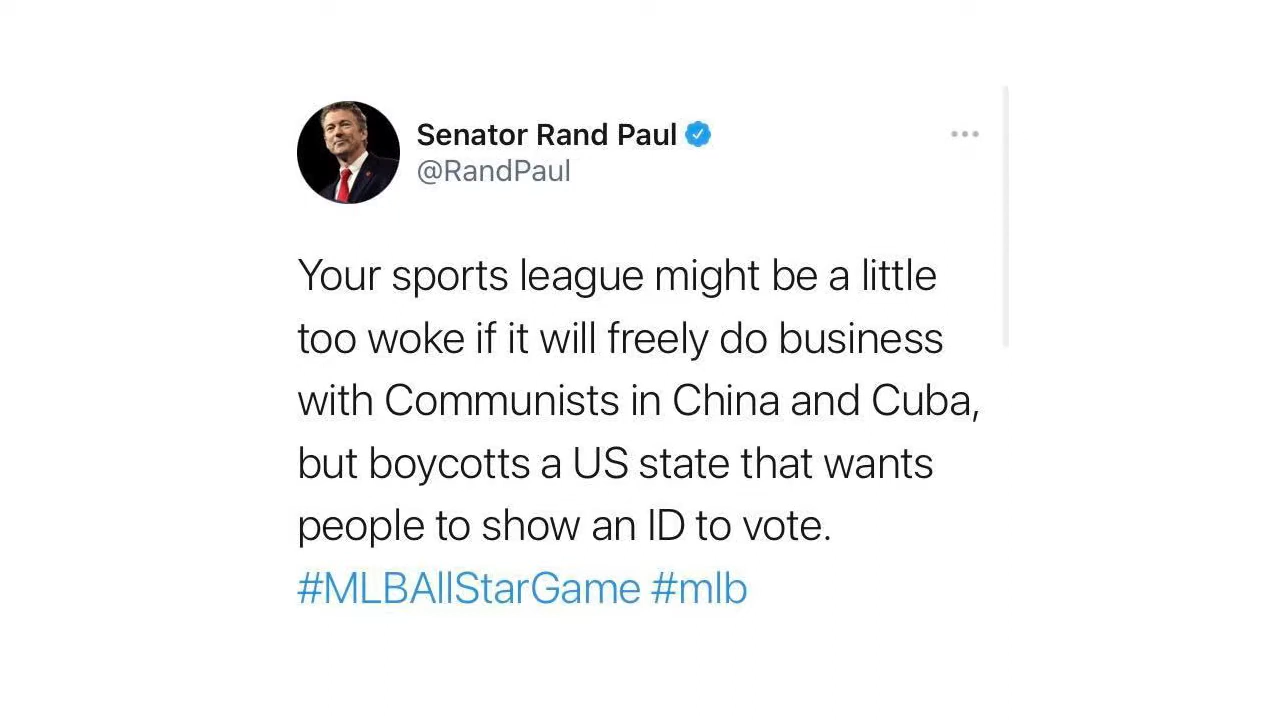 Senator Rand Paul
@RandPaul
Your sports league might be a little
too woke if it will freely do business
with Communists in China and Cuba,
but boycotts a US state that wants
people to show an ID to vote.
#MLBAllStarGame #mlb